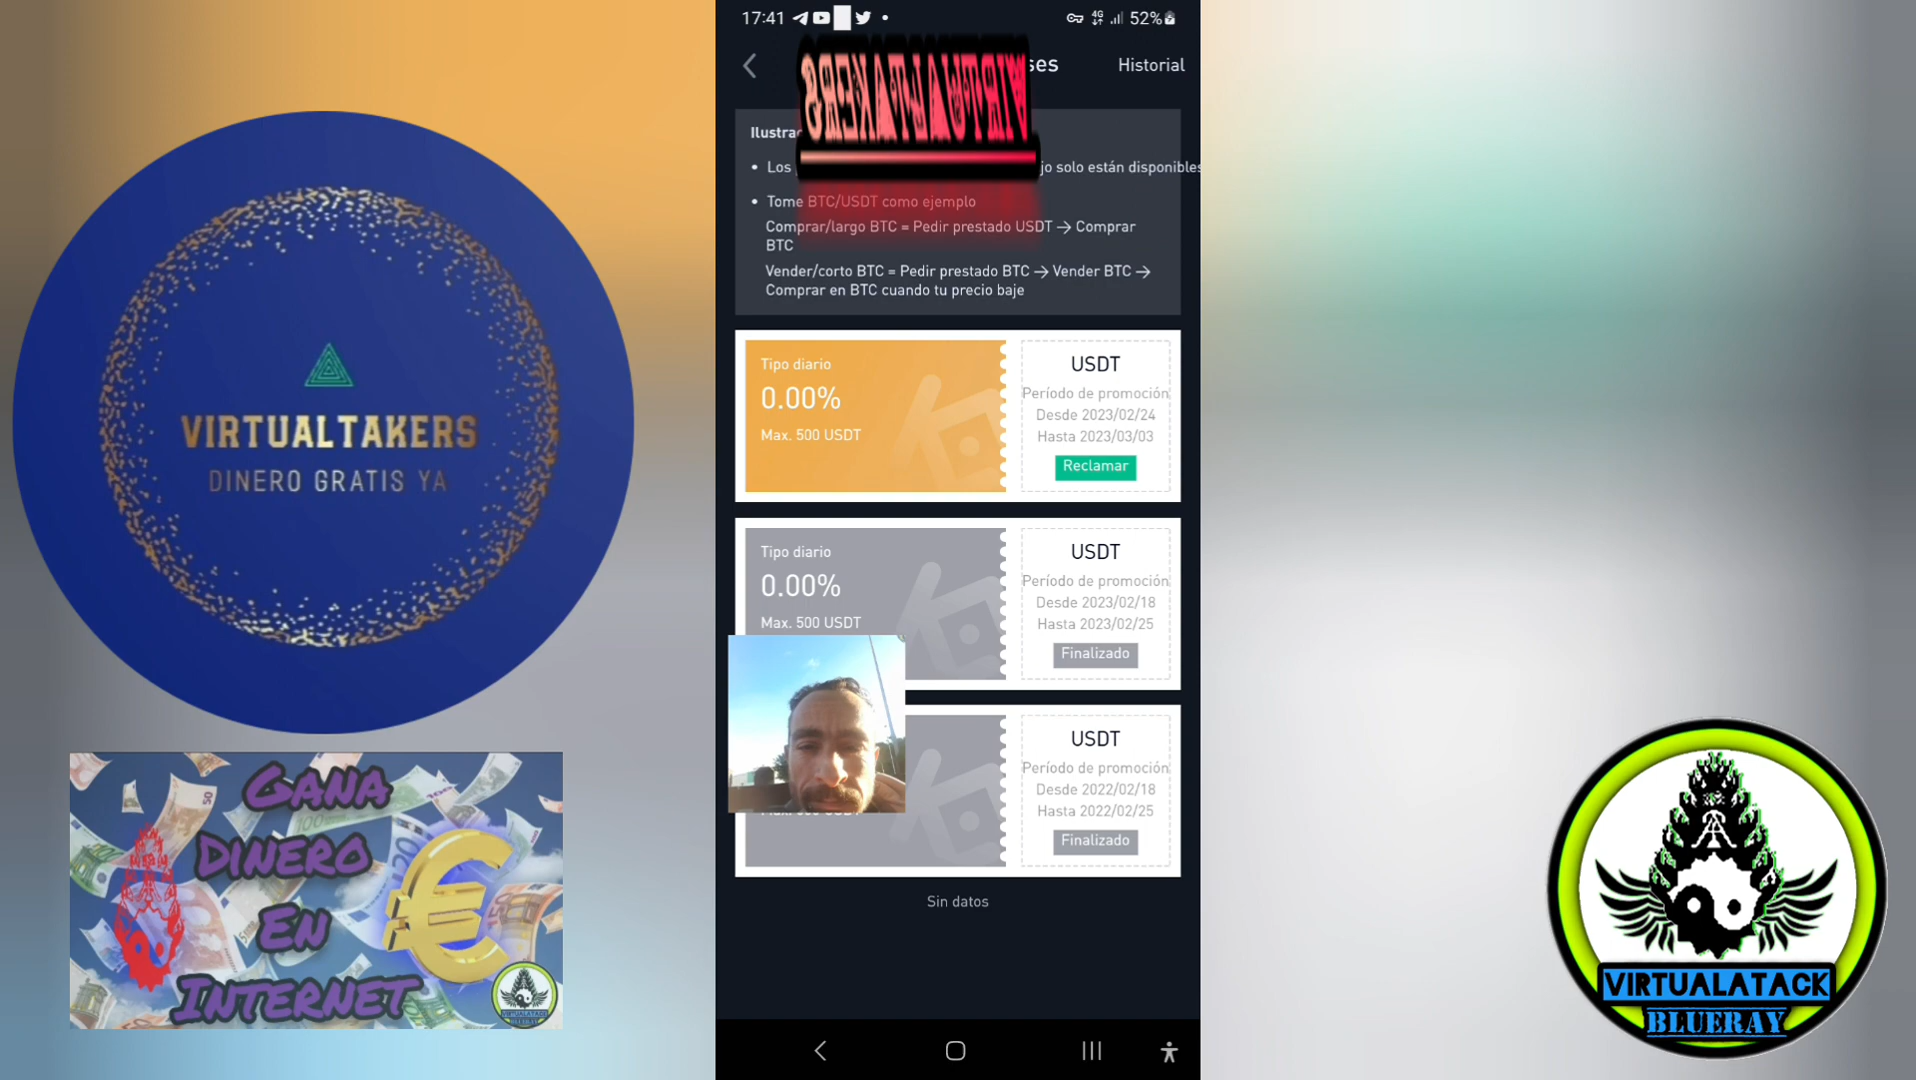 17:41
4G
52%
VIRTUALTAKERS
ses
Historial
Ilustrac
Los
jo solo están disponibles
Tome BTC/USDT como ejemplo
Comprar/largo BTC = Pedir prestado USDT → Comprar
BTC
Vender/corto BTC = Pedir prestado BTC → Vender BTC →
Comprar en BTC cuando tu precio baje
Tipo diario
0.00%
Max. 500 USDT
USDT
Período de promoción
Desde 2023/02/24
Hasta 2023/03/03
Reclamar
Tipo diario
0.00%
Max. 500 USDT
USDT
Período de promoción
Desde 2023/02/18
Hasta 2023/02/25
Finalizado
USDT
Período de promoción
Desde 2022/02/18
Hasta 2022/02/25
Finalizado
Sin datos
VIRTUALTAKERS
DINERO GRATIS YA
GANA
DINERO
EN
INTERNET
VIRTUALATACK
BLUERAY
VIRTUALATACK
BLUERAY